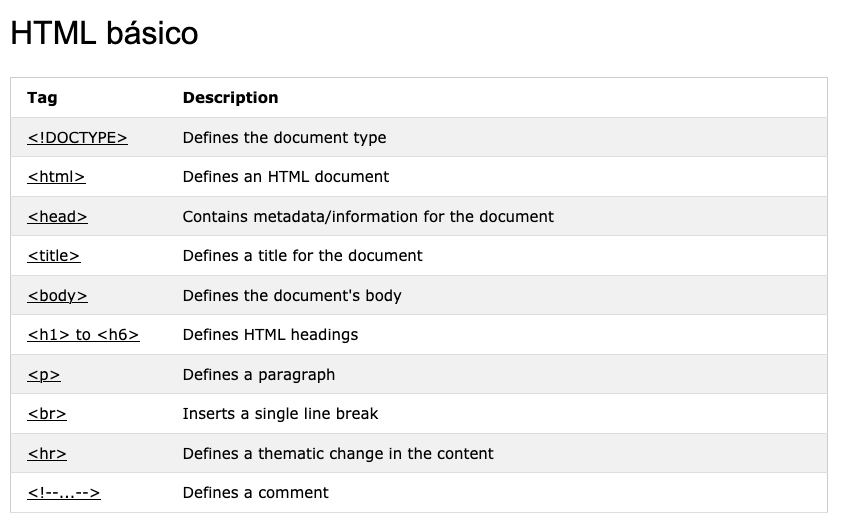 HTML básico
Tag Description
<!DOCTYPE> Defines the document type
<html> Defines an HTML document
<head> Contains metadata/information for the document
<title> Defines a title for the document
<body> Defines the document's body
<h1> to <h6> Defines HTML headings
<p> Defines a paragraph
<br> Inserts a single line break
<hr> Defines a thematic change in the content
<!--...--> Defines a comment